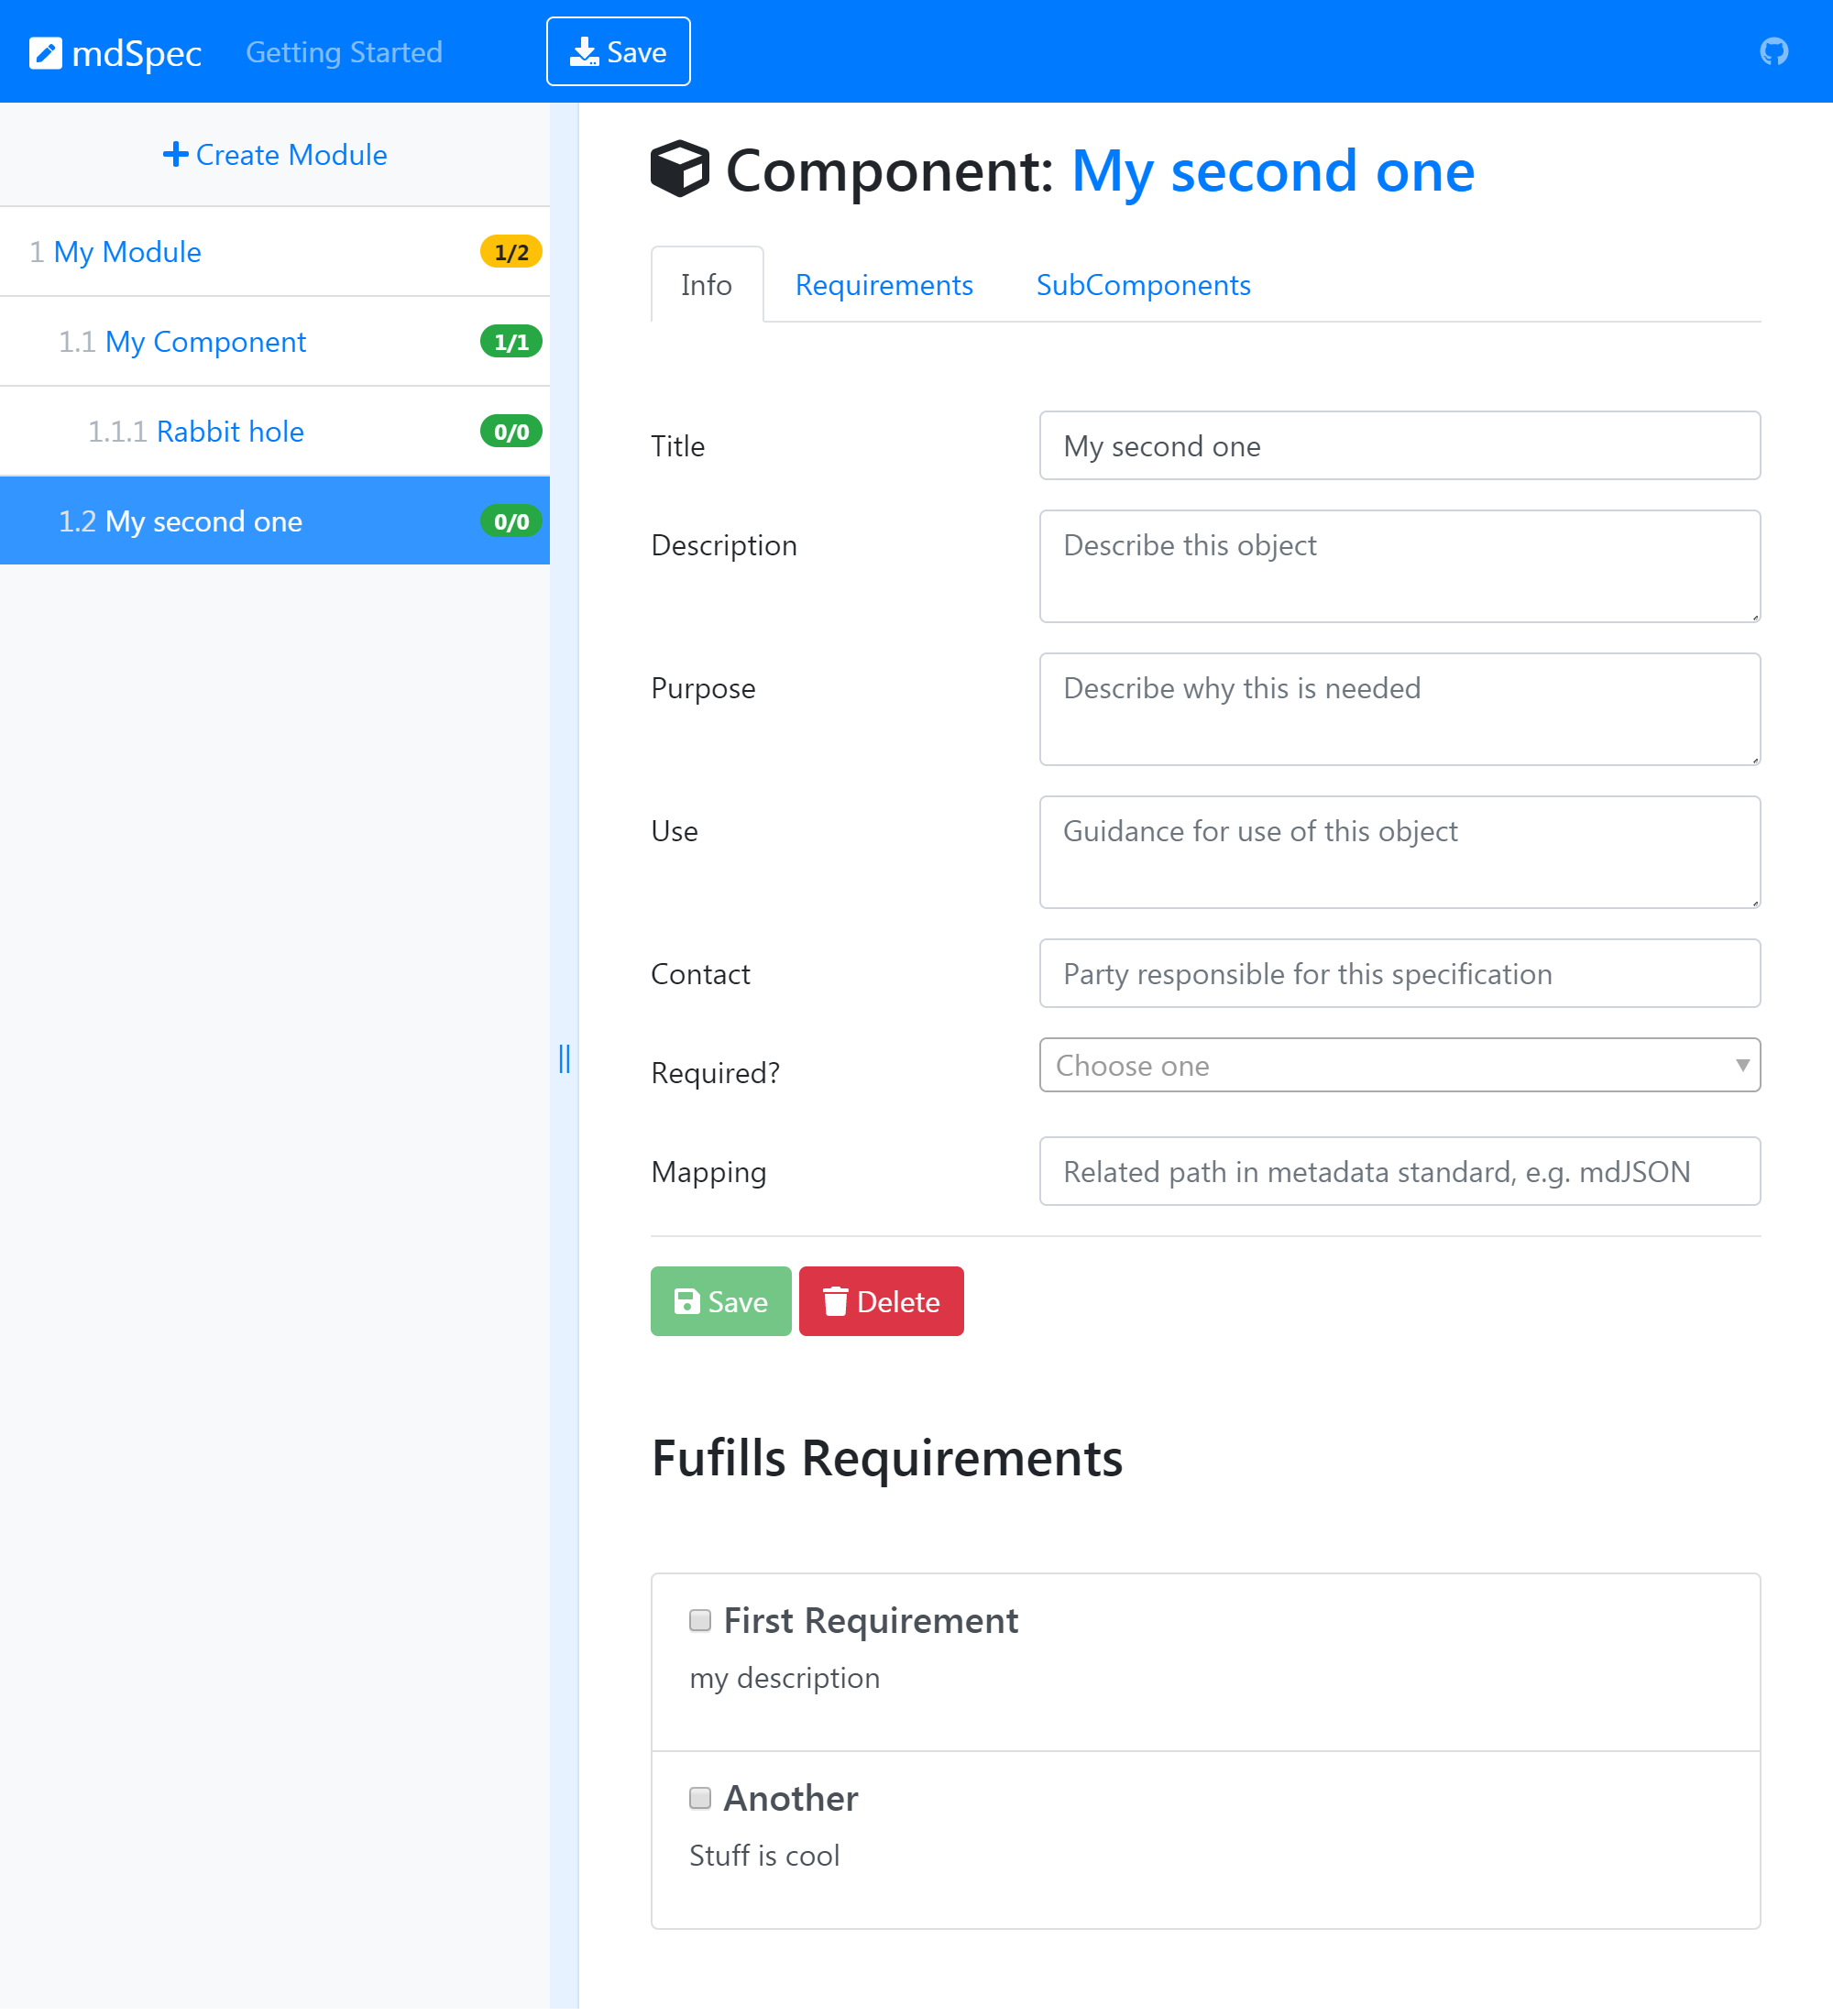 mdSpec Getting Started Save
Create Module
1 My Module 1/2
1.1 My Component 1/1
1.1.1 Rabbit hole 0/0
1.2 My second one 0/0
Component: My second one
Info Requirements SubComponents
Title My second one
Description Describe this object
Purpose Describe why this is needed
Use Guidance for use of this object
Contact Party responsible for this specification
Required? Choose one
Mapping Related path in metadata standard, e.g. mdJSON
Save Delete
Fufills Requirements
First Requirement
my description
Another
Stuff is cool